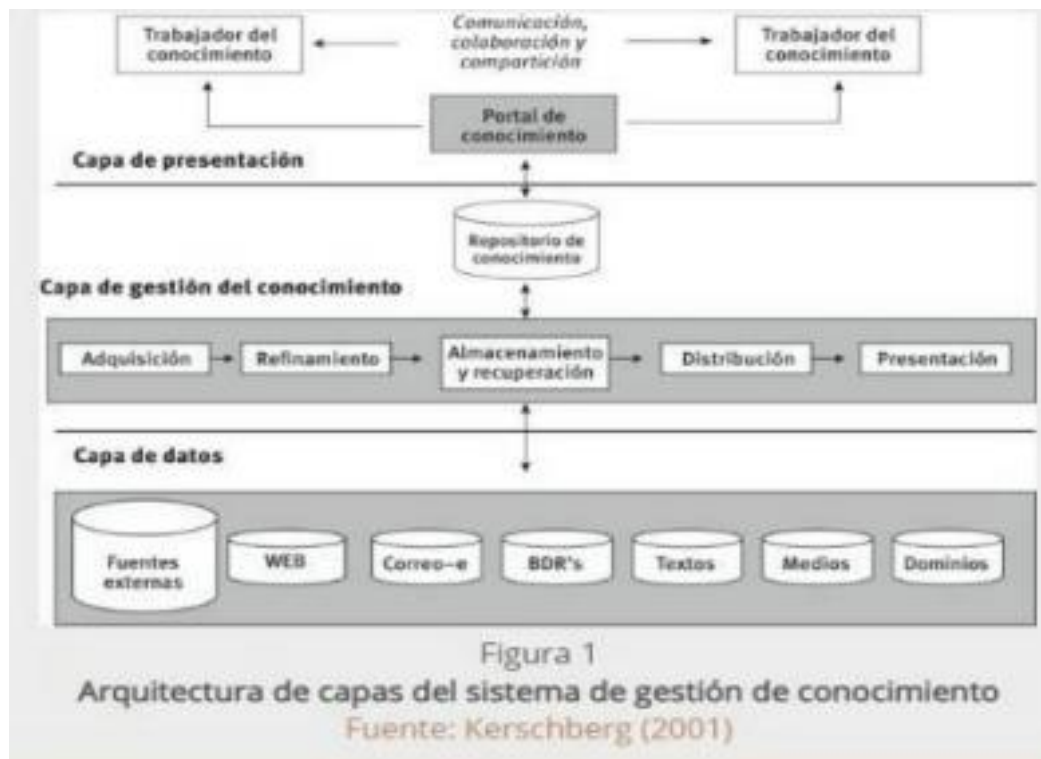 Trabajador del
conocimiento
Comunicación,
colaboración y
compartición
Trabajador del
conocimiento
Portal de
conocimiento
Capa de presentación
Repositorio de
conocimiento
Capa de gestión del conocimiento
Adquisición
Refinamiento
Almacenamiento
y recuperación
Distribución
Presentación
Capa de datos
Fuentes
externas
WEB
Correo-e
BDR's
Textos
Medios
Dominios
Figura 1
Arquitectura de capas del sistema de gestión de conocimiento
Fuente: Kerschberg (2001)